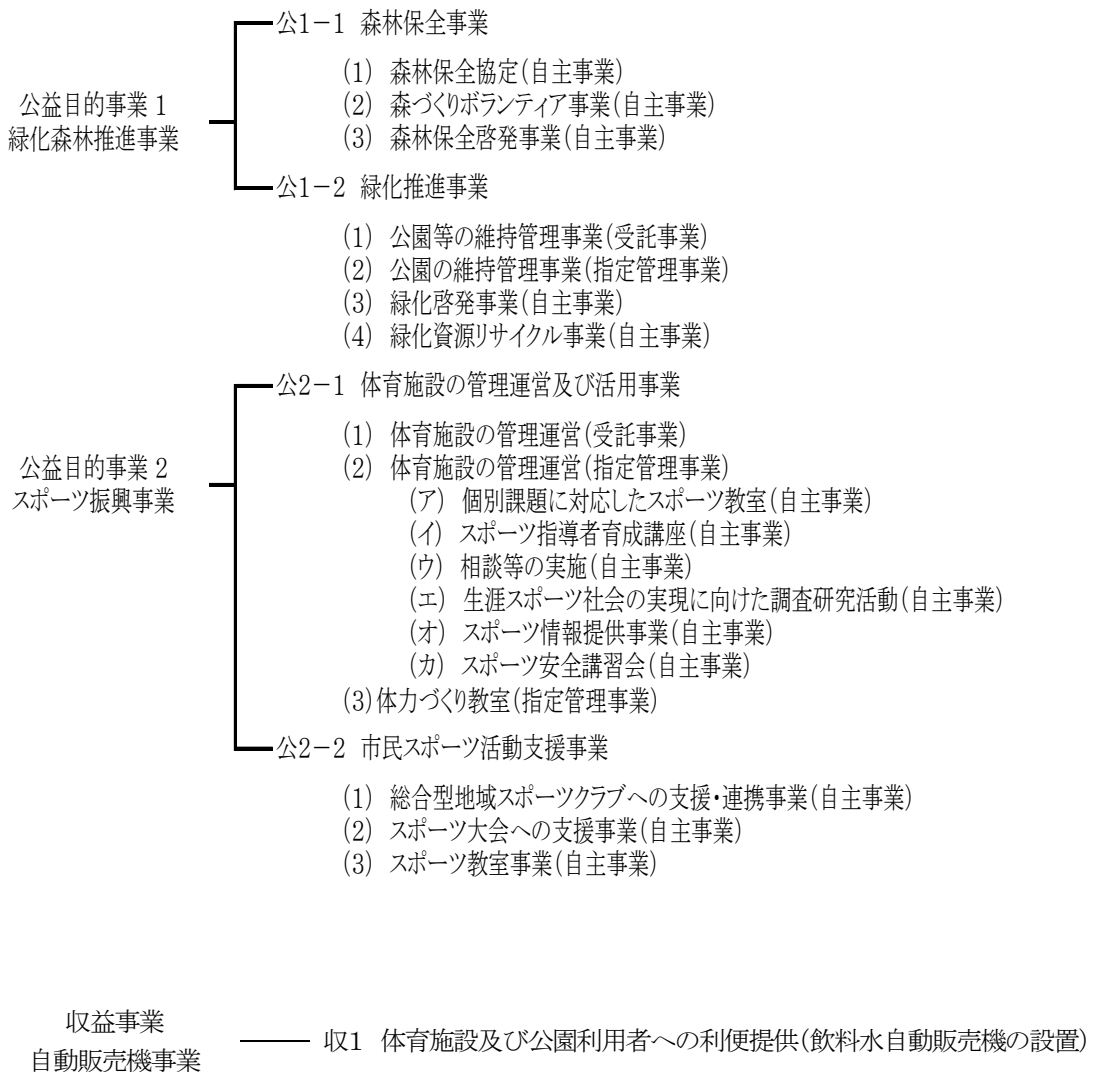 公1－1 森林保全事業
(1) 森林保全協定(自主事業)
公益目的事業１
(2) 森づくりボランティア事業(自主事業)
緑化森林推進事業
(3) 森林保全啓発事業(自主事業)
公1－2 緑化推進事業
(1) 公園等の維持管理事業(受託事業)
(2) 公園の維持管理事業(指定管理事業)
(3) 緑化啓発事業(自主事業)
(4) 緑化資源リサイクル事業(自主事業)
公2－1 体育施設の管理運営及び活用事業
(1) 体育施設の管理運営(受託事業)
公益目的事業２
(2) 体育施設の管理運営(指定管理事業)
スポーツ振興事業
(ア) 個別課題に対応したスポーツ教室(自主事業)
(イ) スポーツ指導者育成講座(自主事業)
(ウ) 相談等の実施(自主事業)
(エ) 生涯スポーツ社会の実現に向けた調査研究活動(自主事業)
(オ) スポーツ情報提供事業(自主事業)
(カ) スポーツ安全講習会(自主事業)
(3)体力づくり教室(指定管理事業)
公2－2 市民スポーツ活動支援事業
(1) 総合型地域スポーツクラブへの支援・連携事業(自主事業)
(2) スポーツ大会への支援事業(自主事業)
(3) スポーツ教室事業(自主事業)
収益事業
自動販売機事業
収1 体育施設及び公園利用者への利便提供(飲料水自動販売機の設置)